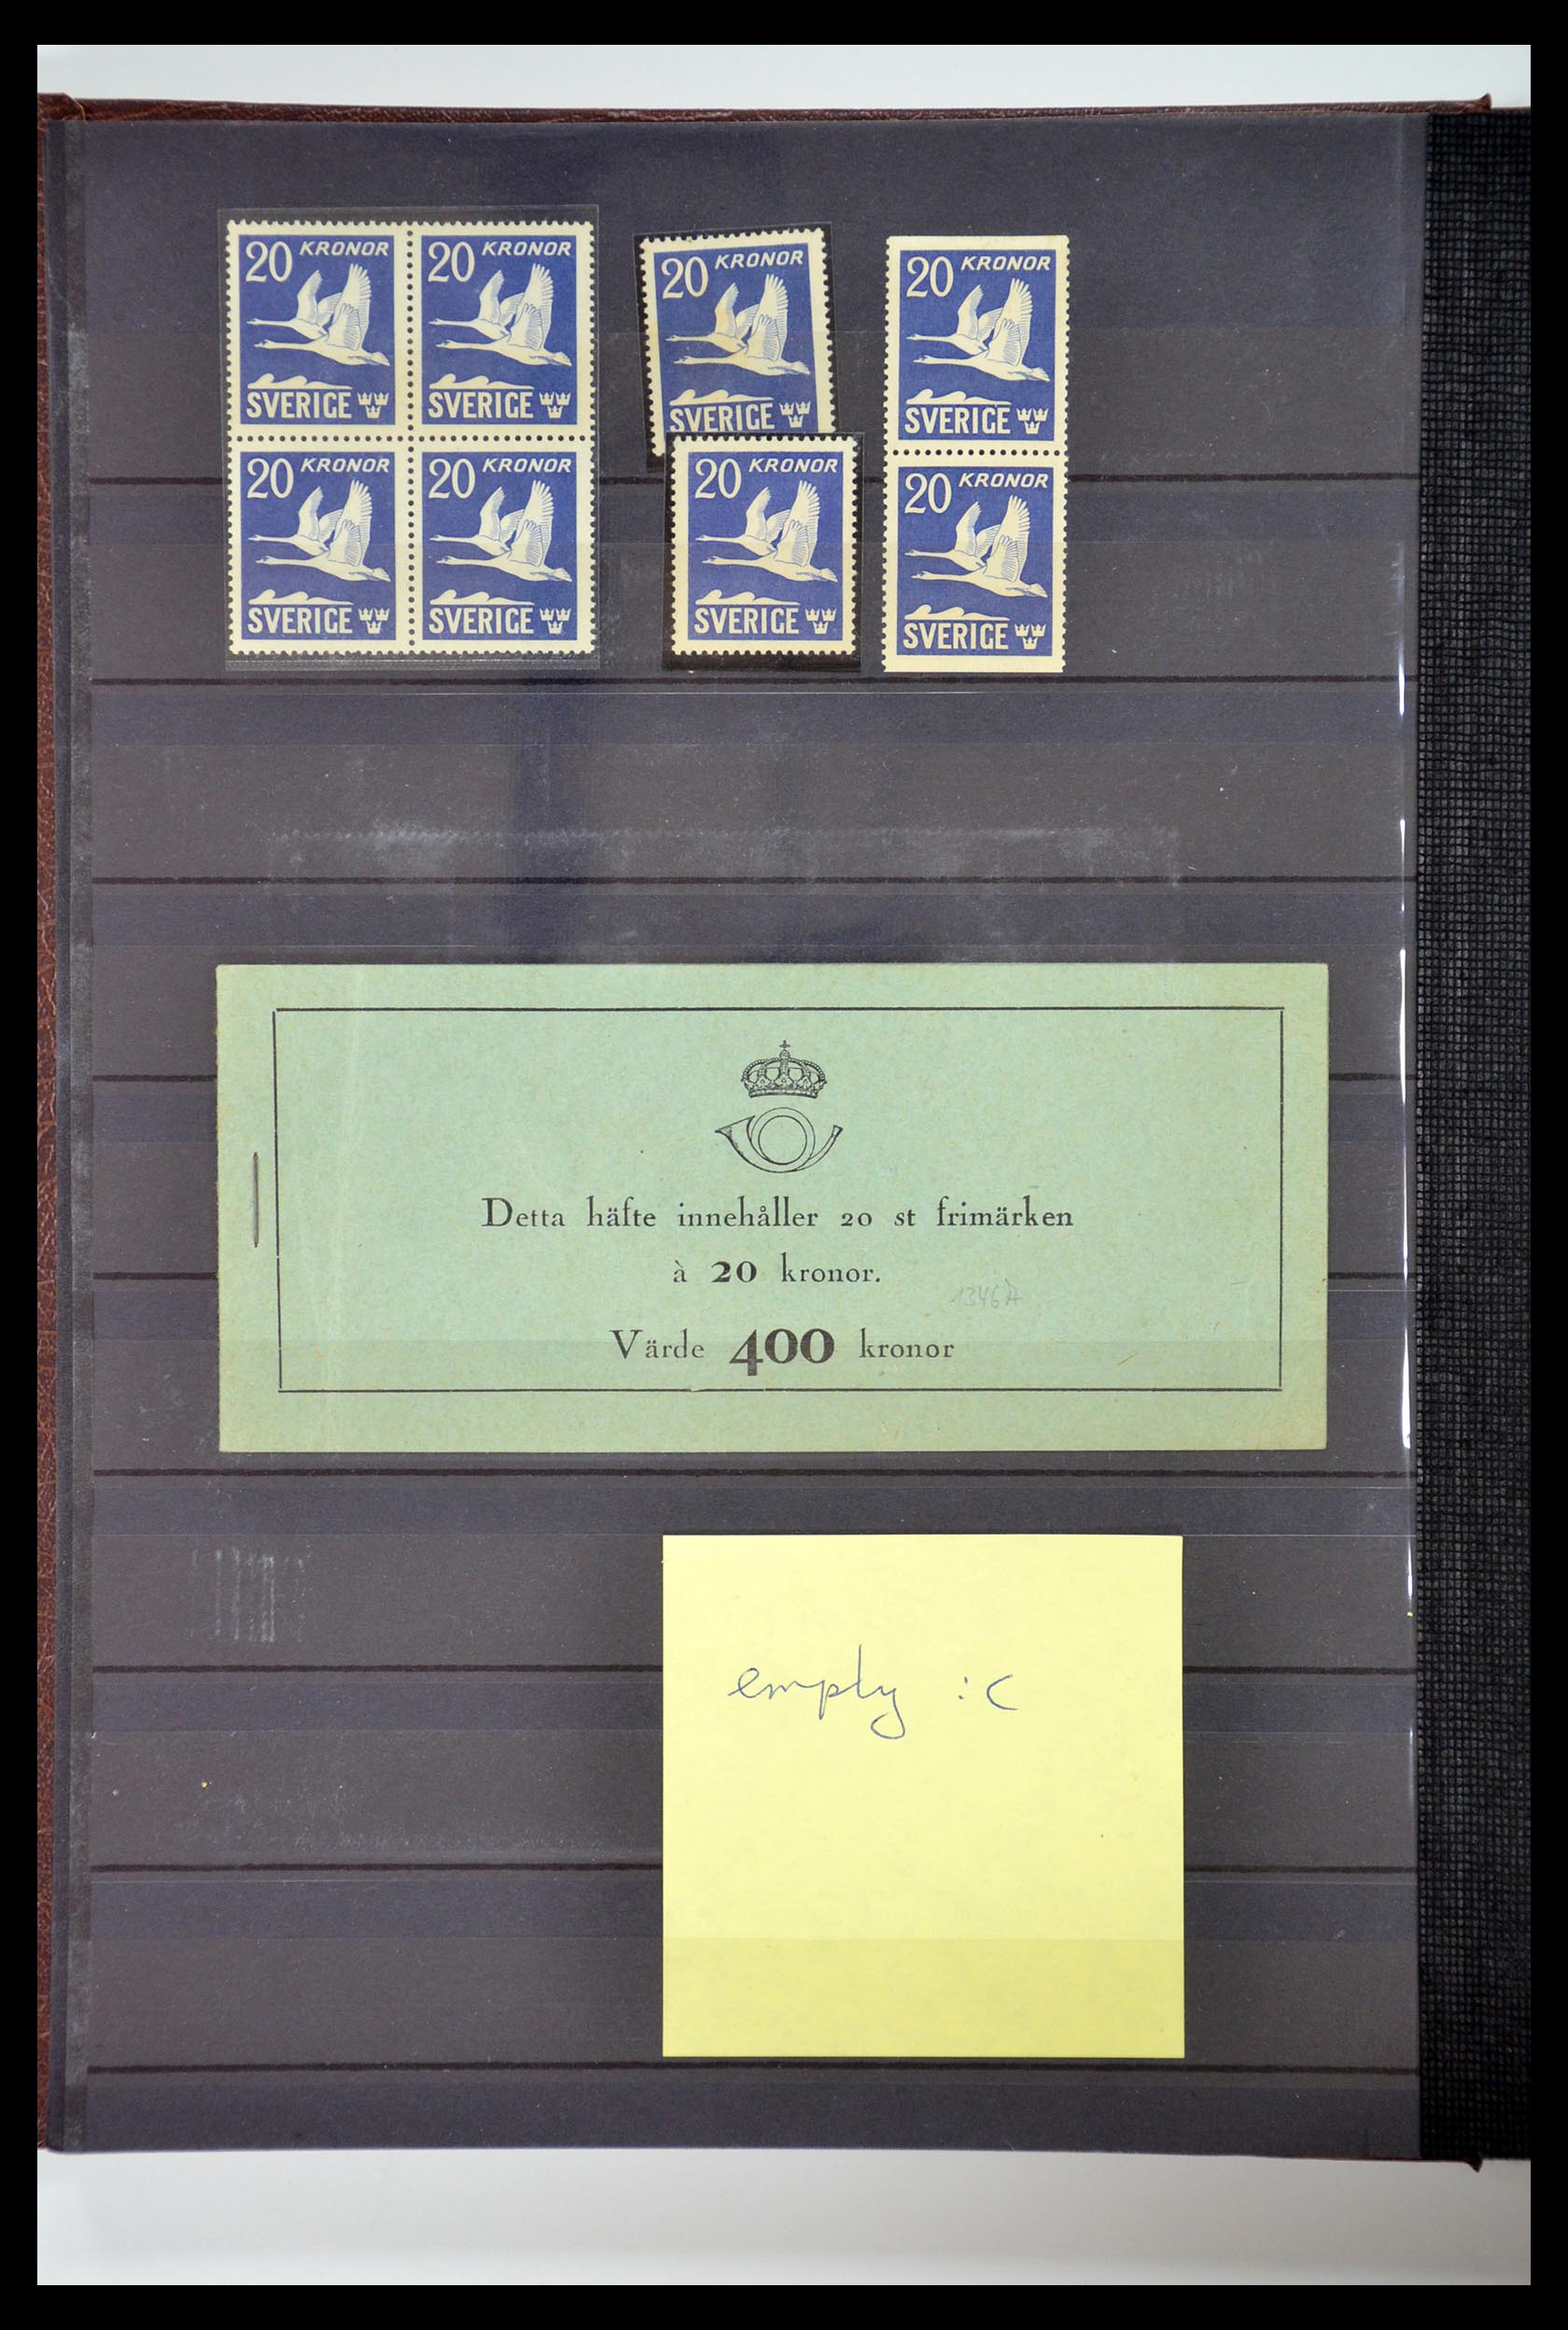 20 KRONOR
SVERIGE
20 KRONOR
SVERIGE
20 KRONOR
SVERIGE
20 KRONOR
SVERIGE
20 KRONOR
SVERIGE
20 KRONOR
SVERIGE
20 KRONOR
SVERIGE
20 KRONOR
SVERIGE
Detta häfte innehåller 20 st frimärken
à 20 kronor.
1346A
Värde 400 kronor
empty :C